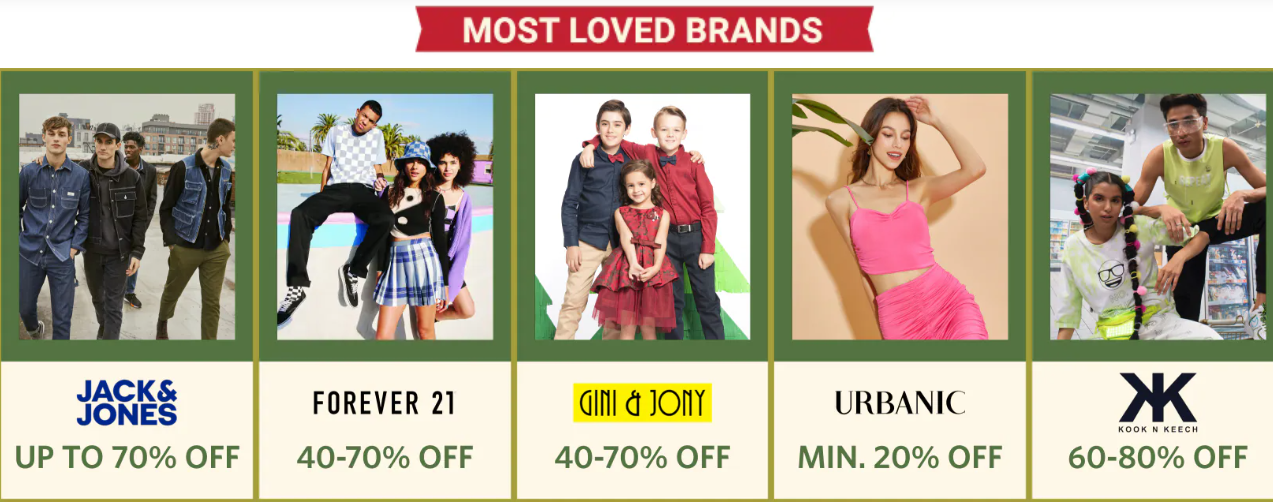 MOST LOVED BRANDS
JACK&
JONES
UP TO 70% OFF
FOREVER 21
40-70% OFF
GINI & JONY
40-70% OFF
URBANIC
MIN. 20% OFF
KK
KOOK N KEECH
60-80% OFF